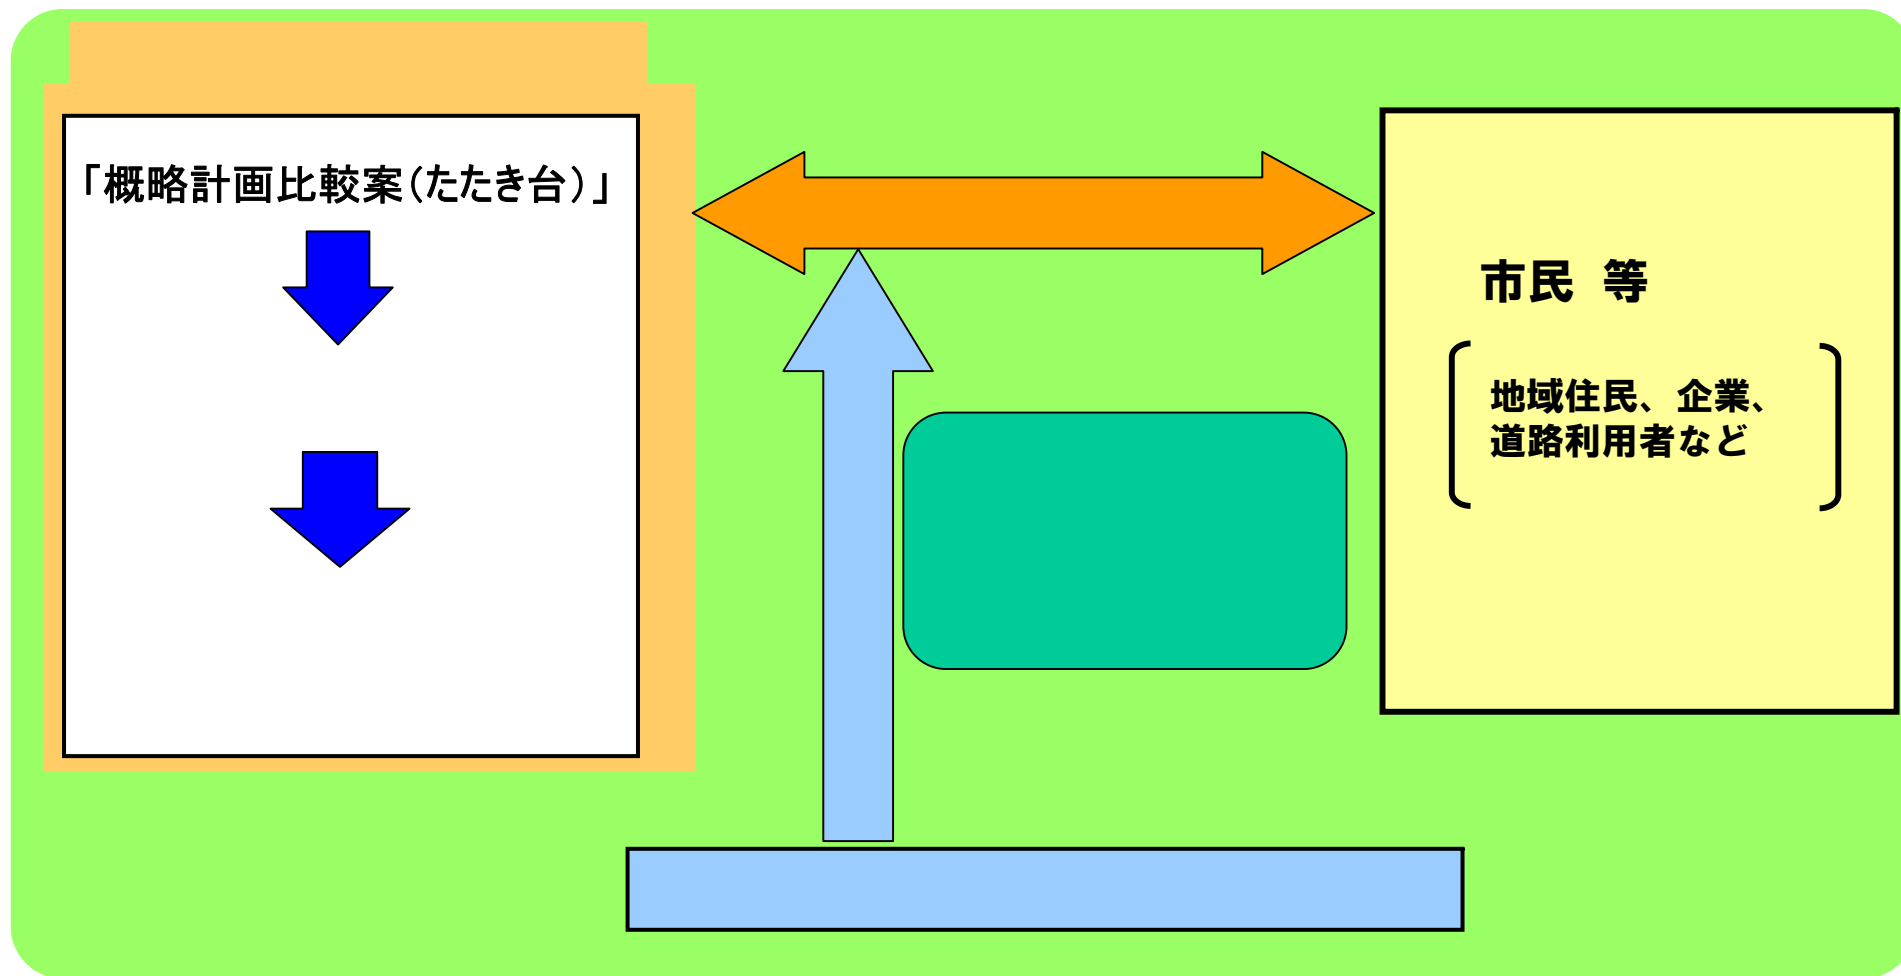 「概略計画比較案(たたき台)」
市民 等
地域住民、企業、
道路利用者など